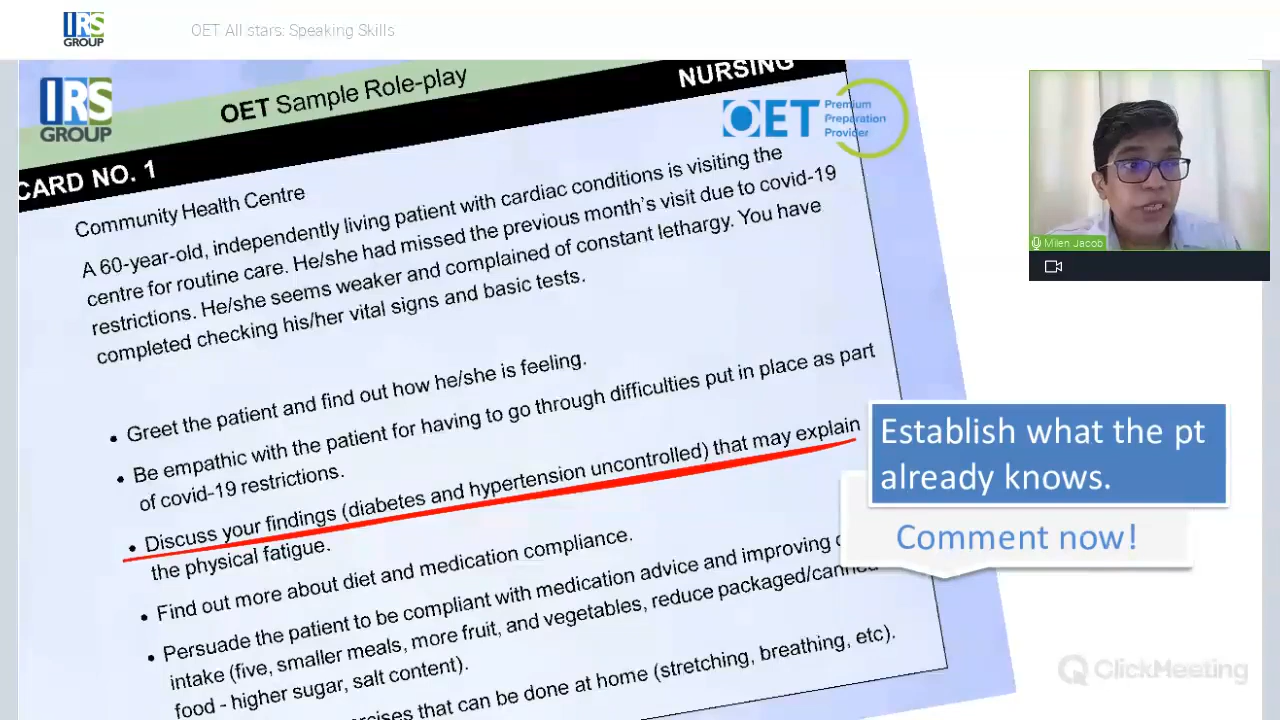 IRS
GROUP
OET All stars: Speaking Skills
IRS
GROUP
OET Sample Role-play
NURSING
OET Premium
Preparation
Provider
CARD NO. 1
Community Health Centre
A 60-year-old, independently living patient with cardiac conditions is visiting the
centre for routine care. He/she had missed the previous month's visit due to covid-19
restrictions. He/she seems weaker and complained of constant lethargy. You have
completed checking his/her vital signs and basic tests.
• Greet the patient and find out how he/she is feeling.
• Be empathic with the patient for having to go through difficulties put in place as part
of covid-19 restrictions.
• Discuss your findings (diabetes and hypertension uncontrolled) that may explain
the physical fatigue.
• Find out more about diet and medication compliance.
• Persuade the patient to be compliant with medication advice and improving
intake (five, smaller meals, more fruit, and vegetables, reduce packaged/canned
food - higher sugar, salt content).
that can be done at home (stretching, breathing, etc).
Establish what the pt
already knows.
Comment now!
Milen Jacob
ClickMeeting